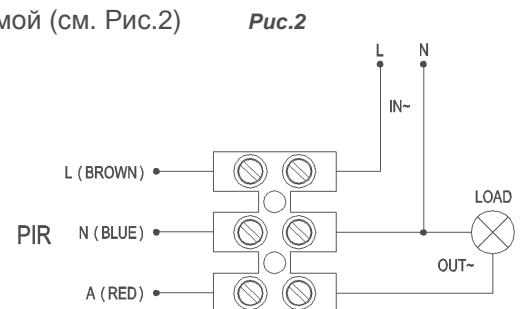 мой (см. Рис.2) Рис.2
L N
IN~
L (BROWN)
LOAD
PIR N (BLUE)
OUT~
A (RED)